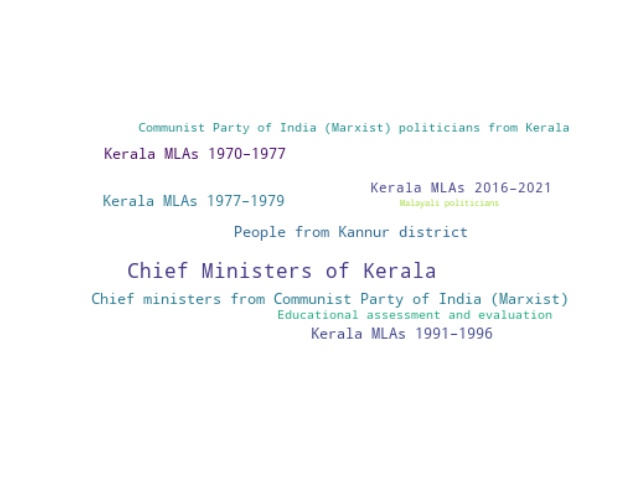 Communist Party of India (Marxist) politicians from Kerala
Kerala MLAs 1970–1977
Kerala MLAs 2016–2021
Kerala MLAs 1977–1979
Malayali politicians
People from Kannur district
Chief Ministers of Kerala
Chief ministers from Communist Party of India (Marxist)
Educational assessment and evaluation
Kerala MLAs 1991–1996